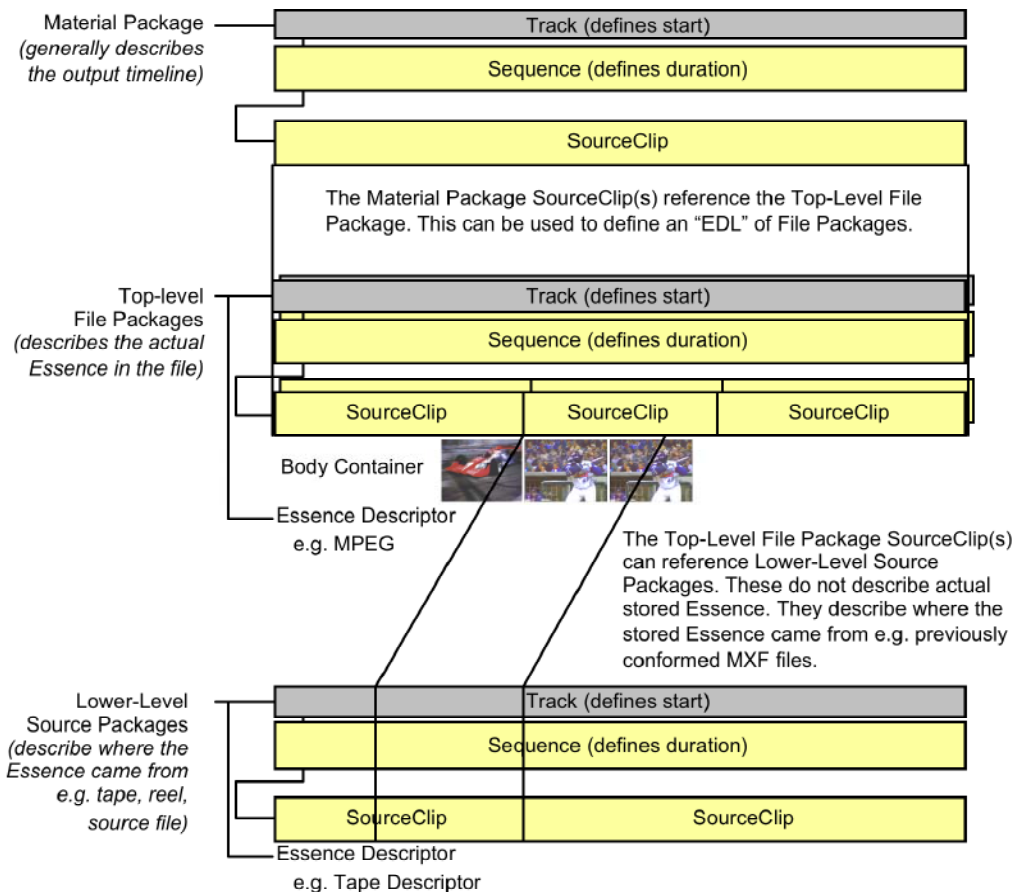 Material Package
(generally describes
the output timeline)
Track (defines start)
Sequence (defines duration)
SourceClip
The Material Package SourceClip(s) reference the Top-Level File
Package. This can be used to define an “EDL” of File Packages.
Top-level
File Packages
(describes the actual
Essence in the file)
Track (defines start)
Sequence (defines duration)
SourceClip
SourceClip
SourceClip
Body Container
Essence Descriptor
e.g. MPEG
The Top-Level File Package SourceClip(s)
can reference Lower-Level Source
Packages. These do not describe actual
stored Essence. They describe where the
stored Essence came from e.g. previously
conformed MXF files.
Lower-Level
Source Packages
(describe where the
Essence came from
e.g. tape, reel,
source file)
Track (defines start)
Sequence (defines duration)
SourceClip
SourceClip
Essence Descriptor
e.g. Tape Descriptor